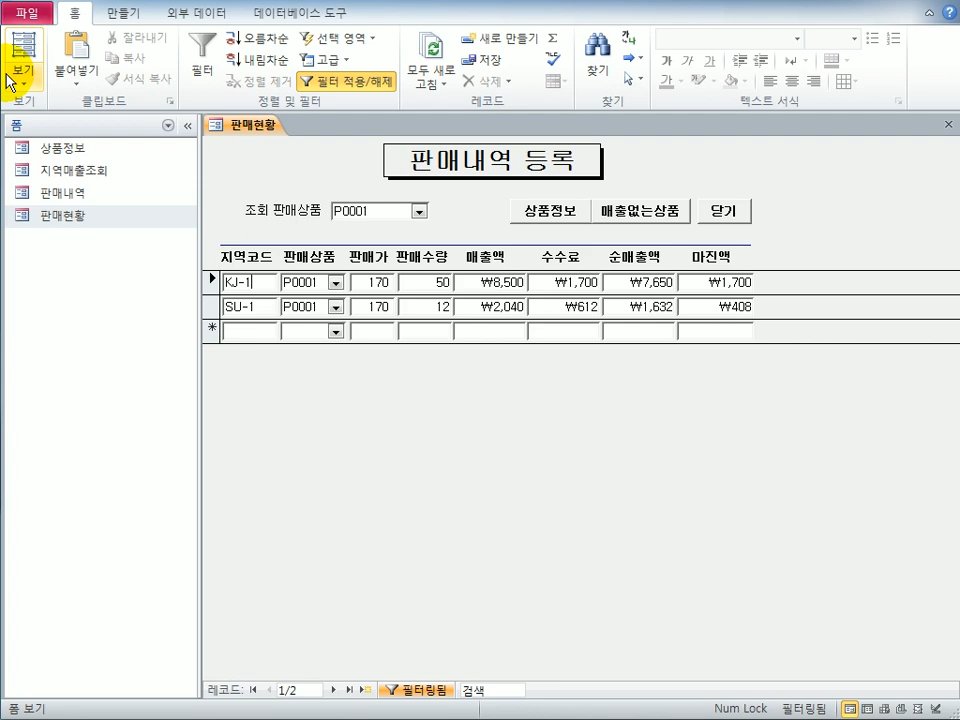 파일 홈 만들기 외부 데이터 데이터베이스 도구
보기
보기
붙여넣기
잘라내기
복사
서식 복사
클립보드
필터
오름차순
내림차순
정렬 제거
선택 영역
고급
필터 적용/해제
정렬 및 필터
모두 새로
고침
새로 만들기
저장
삭제
레코드
찾기
찾기
텍스트 서식
폼
상품정보
지역매출조회
판매내역
판매현황
판매현황
판매내역 등록
조회 판매상품 P0001 상품정보 매출없는상품 닫기
지역코드 판매상품 판매가 판매수량 매출액 수수료 순매출액 마진액
KJ-1 P0001 170 50 ₩8,500 ₩1,700 ₩7,650 ₩1,700
SU-1 P0001 170 12 ₩2,040 ₩612 ₩1,632 ₩408
레코드: 1/2 필터링됨 검색
폼 보기 Num Lock 필터링됨